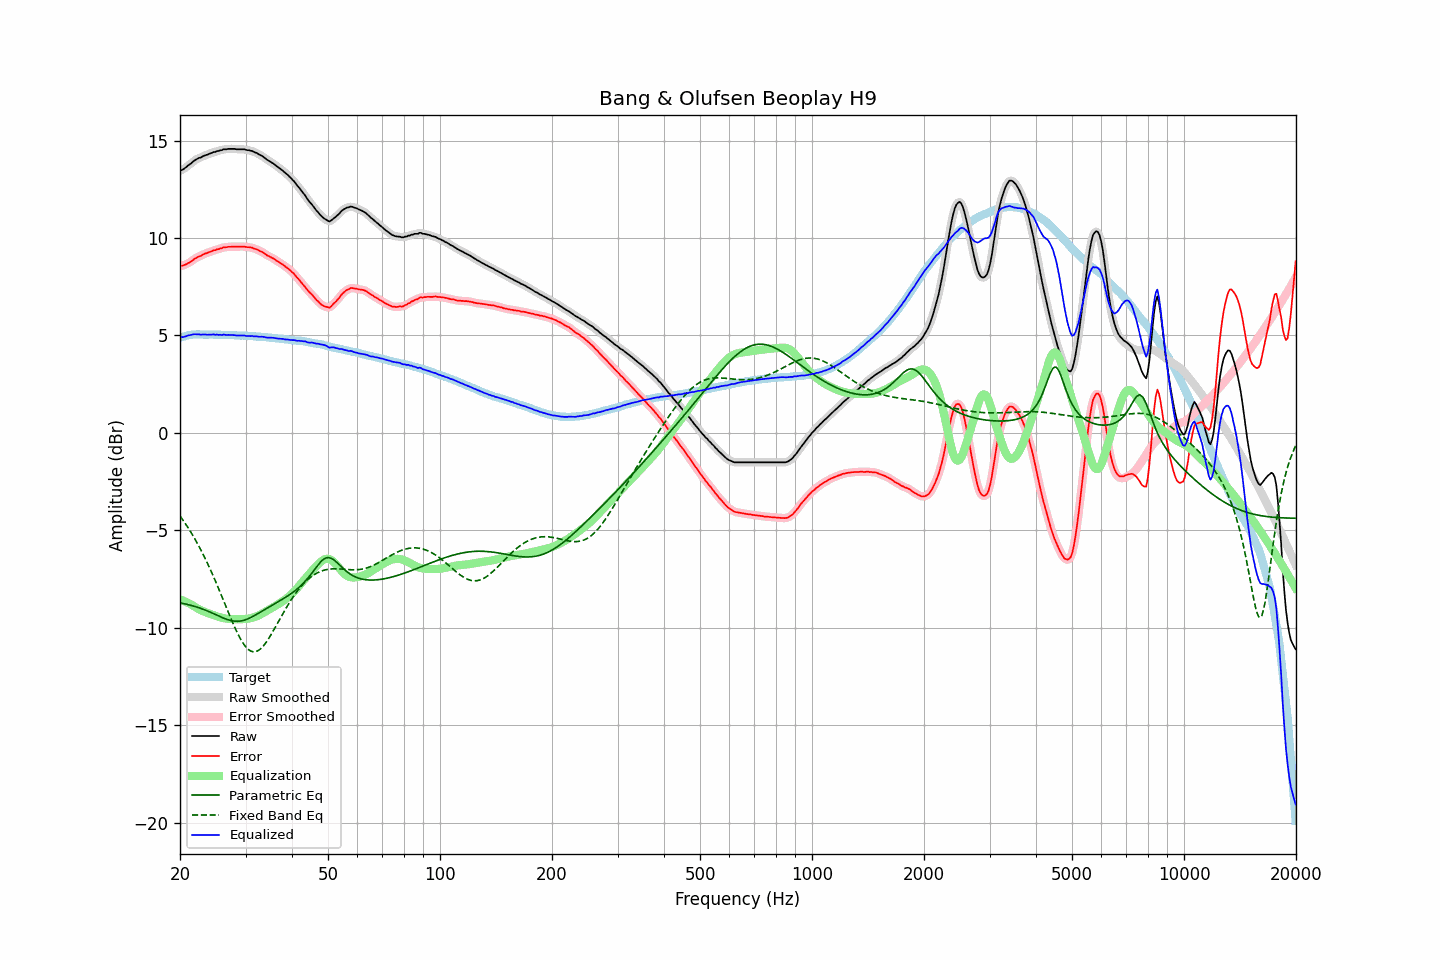 Bang & Olufsen Beoplay H9
15
10
5
0
−5
−10
−15
−20
Amplitude (dBr)
Target
Raw Smoothed
Error Smoothed
Raw
Error
Equalization
Parametric Eq
Fixed Band Eq
Equalized
20 50 100 200 500 1000 2000 5000 10000 20000
Frequency (Hz)